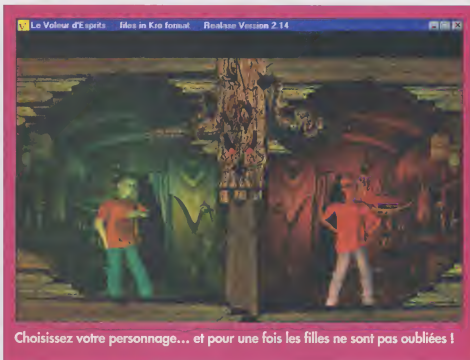 Le Voleur d'Esprits files in Kro format Realase Version 2.14
Choisissez votre personnage... et pour une fois les filles ne sont pas oubliées !